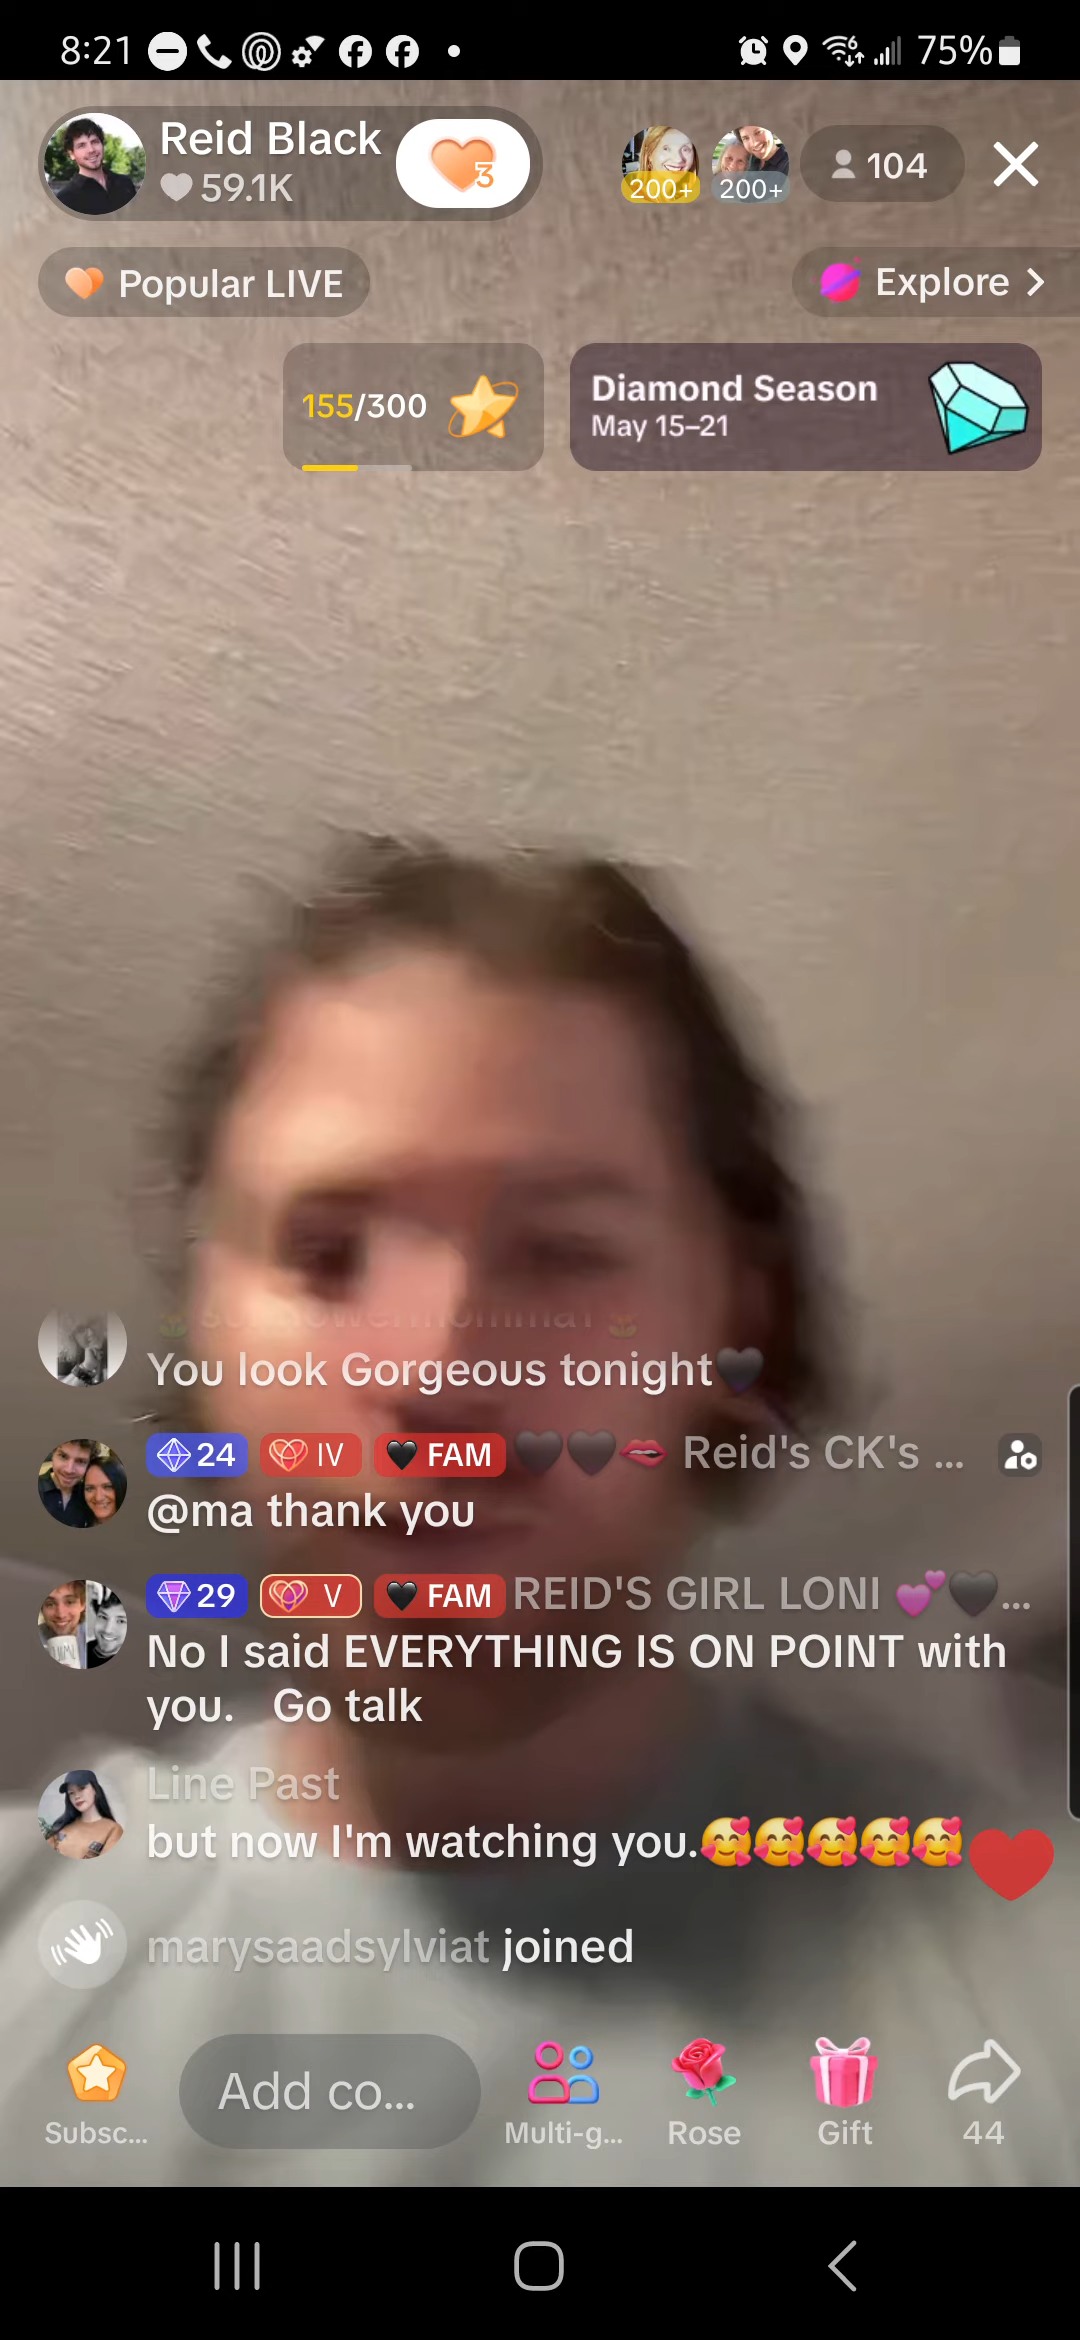 8:21
75%
Reid Black
59.1K
3
200+
200+
104
Popular LIVE
Explore
155/300
Diamond Season
May 15–21
You look Gorgeous tonight🖤
24 IV 🖤 FAM 🖤🖤💋 Reid's CK's ...
@ma thank you
29 V 🖤 FAM REID'S GIRL LONI 💕🖤...
No I said EVERYTHING IS ON POINT with
you. Go talk
Line Past
but now I'm watching you.🥰🥰🥰🥰🥰
marysaadsylviat joined
Add co...
Subsc...
Multi-g...
Rose
Gift
44